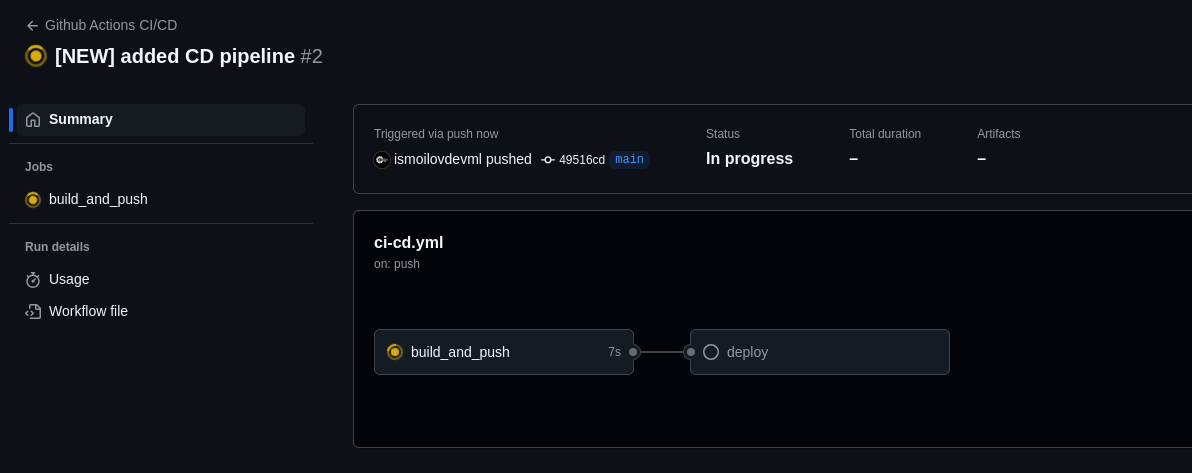 Github Actions CI/CD
[NEW] added CD pipeline #2
Summary
Jobs
build_and_push
Run details
Usage
Workflow file
Triggered via push now
ismoilovdevml pushed 49516cd main
Status
In progress
Total duration
–
Artifacts
–
ci-cd.yml
on: push
build_and_push 7s
deploy